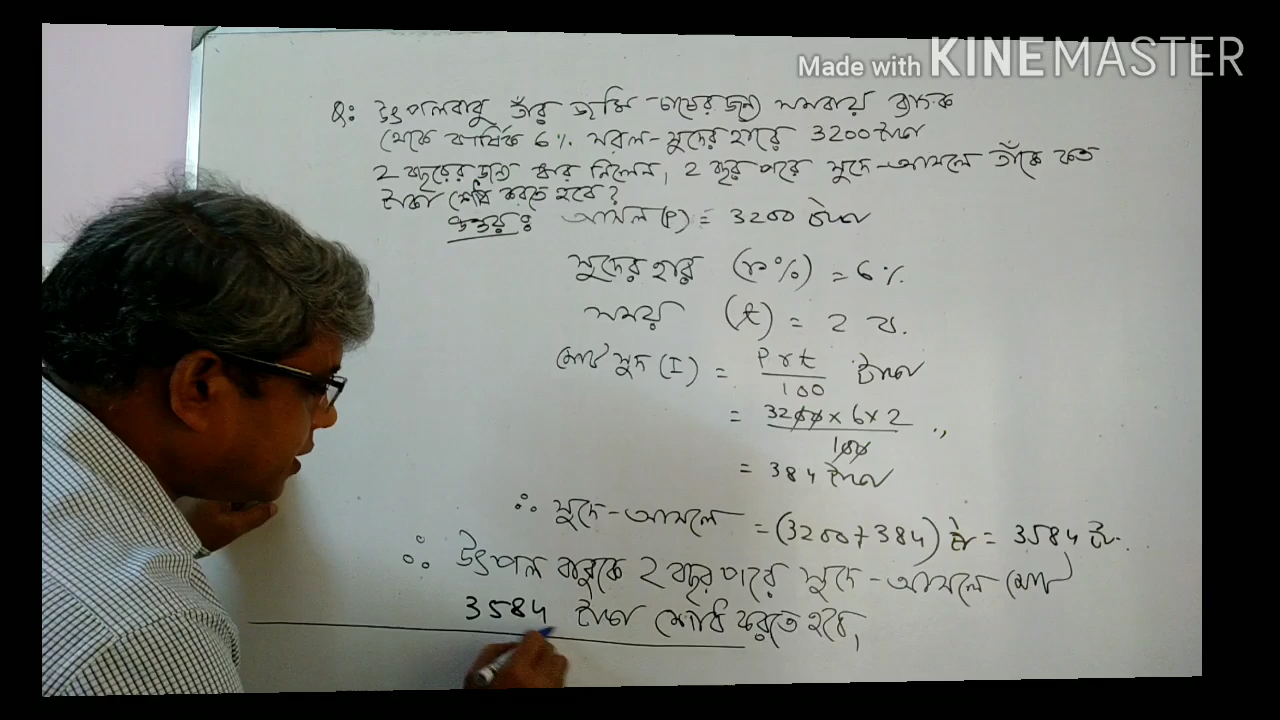 Made with KINEMASTER
Q: উৎপলবাবু তাঁর জমি চাষের জন্য সমবায় ব্যাংক
থেকে বার্ষিক 6% সরল-সুদের হারে 3200 টাকা
2 বছরের জন্য ধার নিলেন, 2 বছর পরে সুদে-আসলে তাঁকে কত
টাকা শোধ করতে হবে?
উত্তর: আসল (P) = 3200 টাকা
সুদের হার (r%) = 6%
সময় (t) = 2 ব.
মোট সুদ (I) = Prt/100 টাকা
= 3200 × 6 × 2/100 ,,
= 384 টাকা
∴ সুদে-আসলে = (3200 + 384) টা = 3584 টা.
∴ উৎপল বাবুকে 2 বছর পরে সুদে-আসলে মোট
3584 টাকা শোধ করতে হবে,